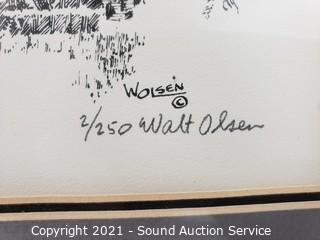 WOLSEN
©
2/250 Walt Olsen
Copyright 2021 - Sound Auction Service